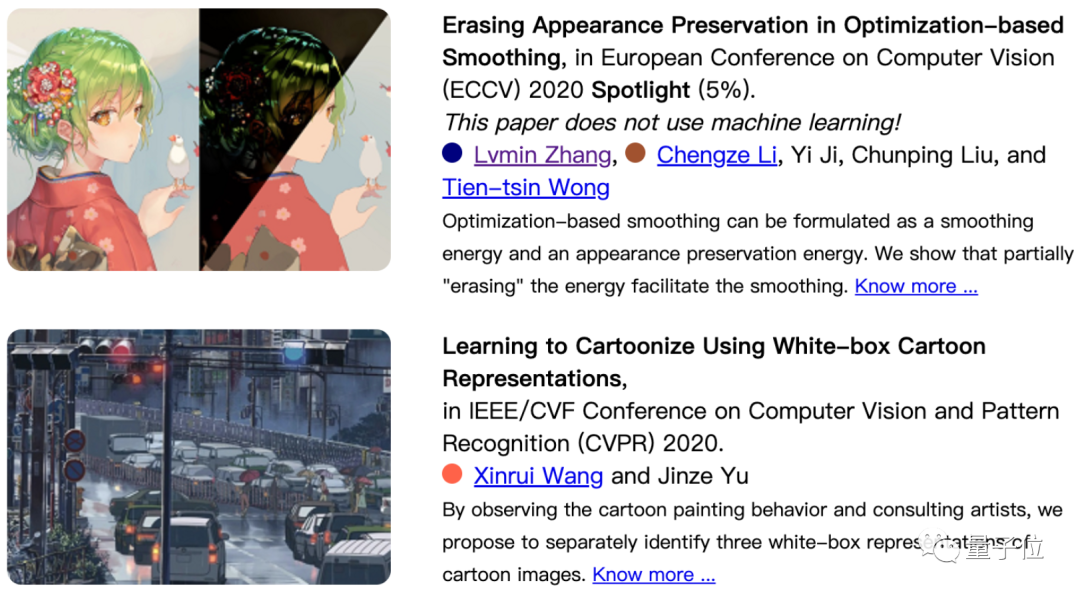 Erasing Appearance Preservation in Optimization-based
Smoothing, in European Conference on Computer Vision
(ECCV) 2020 Spotlight (5%).
This paper does not use machine learning!
Lvmin Zhang, Chengze Li, Yi Ji, Chunping Liu, and
Tien-tsin Wong
Optimization-based smoothing can be formulated as a smoothing
energy and an appearance preservation energy. We show that partially
"erasing" the energy facilitate the smoothing. Know more ...
Learning to Cartoonize Using White-box Cartoon
Representations,
in IEEE/CVF Conference on Computer Vision and Pattern
Recognition (CVPR) 2020.
Xinrui Wang and Jinze Yu
By observing the cartoon painting behavior and consulting artists, we
propose to separately identify three white-box representations of
cartoon images. Know more ...
量子位